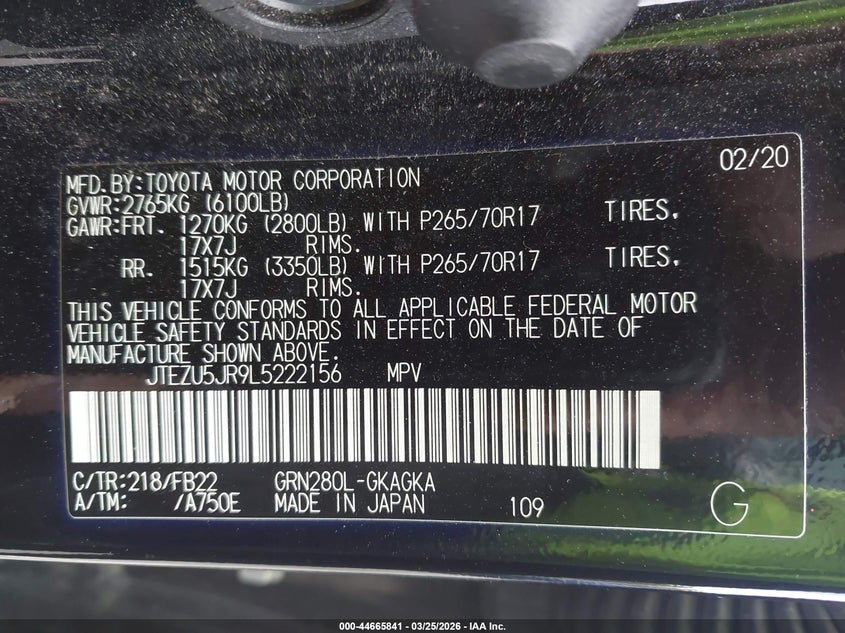 02/20
MFD.BY:TOYOTA MOTOR CORPORATION
GVWR:2765KG (6100LB)
GAWR:FRT. 1270KG (2800LB) WITH P265/70R17 TIRES,
17X7J RIMS.
RR. 1515KG (3350LB) WITH P265/70R17 TIRES,
17X7J RIMS.
THIS VEHICLE CONFORMS TO ALL APPLICABLE FEDERAL MOTOR
VEHICLE SAFETY STANDARDS IN EFFECT ON THE DATE OF
MANUFACTURE SHOWN ABOVE.
JTEZU5JR9L5222156 MPV
C/TR:218/FB22 GRN280L-GKAGKA
A/TM: /A750E MADE IN JAPAN 109 G
000-44665841 / 03/25/2026 - IAA Inc.